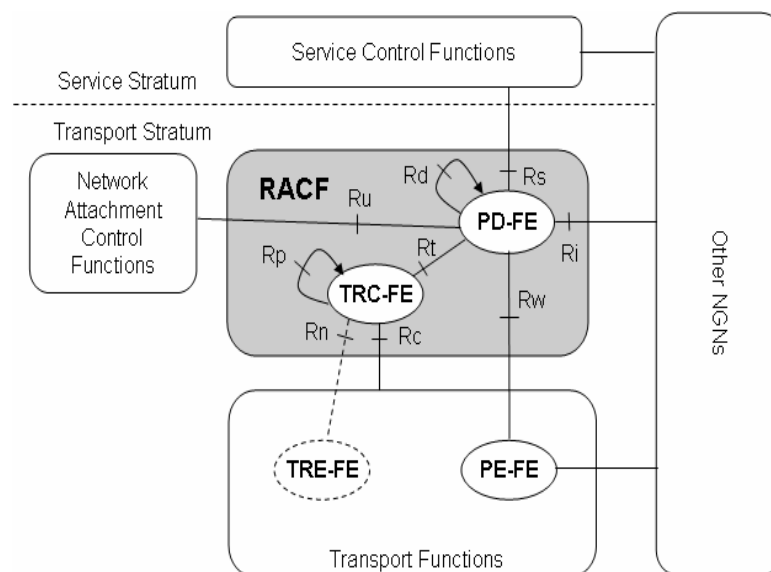 Service Control Functions
Service Stratum
Transport Stratum
Network
Attachment
Control
Functions
RACF
Rd
Rs
Ru
PD-FE
Ri
Rp
Rt
TRC-FE
Rw
Rn
Rc
Other NGNs
TRE-FE
PE-FE
Transport Functions